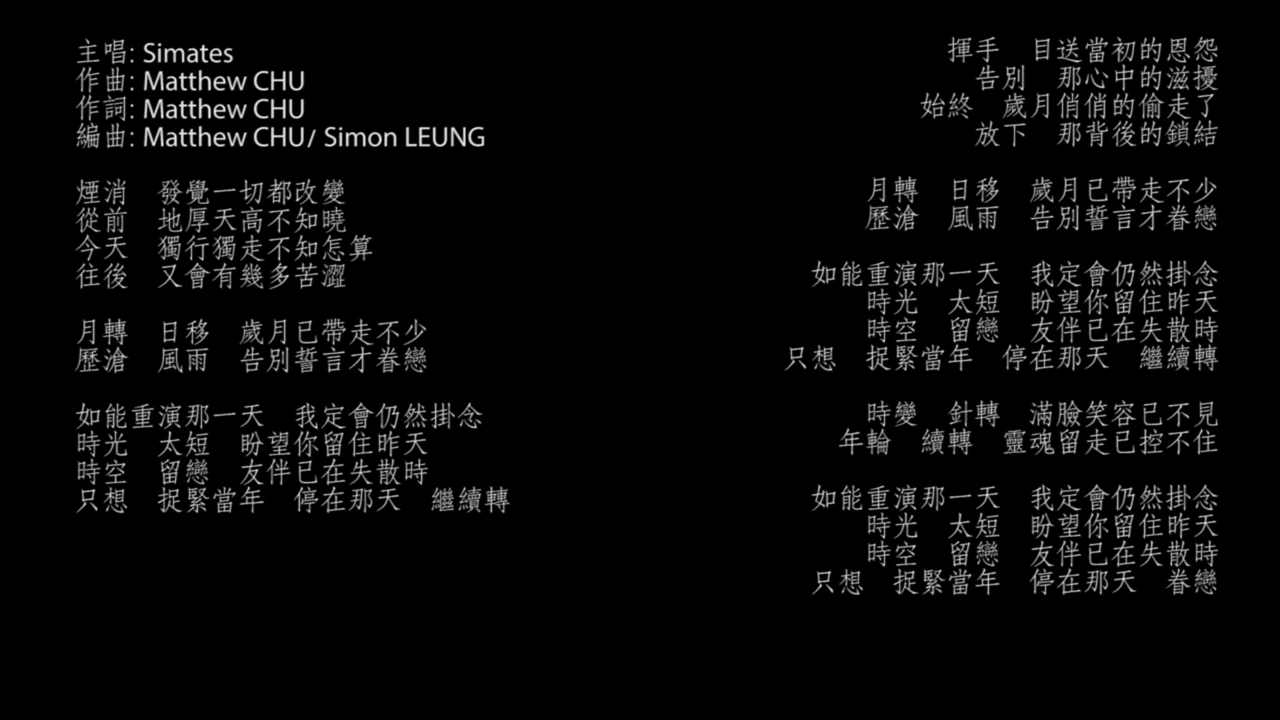 主唱: Simates
作曲: Matthew CHU
作詞: Matthew CHU
編曲: Matthew CHU/ Simon LEUNG
煙消　發覺一切都改變
從前　地厚天高不知曉
今天　獨行獨走不知怎算
往後　又會有幾多苦澀
月轉　日移　歲月已帶走不少
歷滄　風雨　告別誓言才眷戀
如能重演那一天　我定會仍然掛念
時光　太短　盼望你留住昨天
時空　留戀　友伴已在失散時
只想　捉緊當年　停在那天　繼續轉
揮手　目送當初的恩怨
告別　那心中的滋擾
始終　歲月俏俏的偷走了
放下　那背後的鎖結
月轉　日移　歲月已帶走不少
歷滄　風雨　告別誓言才眷戀
如能重演那一天　我定會仍然掛念
時光　太短　盼望你留住昨天
時空　留戀　友伴已在失散時
只想　捉緊當年　停在那天　繼續轉
時變　針轉　滿臉笑容已不見
年輪　續轉　靈魂留走已控不住
如能重演那一天　我定會仍然掛念
時光　太短　盼望你留住昨天
時空　留戀　友伴已在失散時
只想　捉緊當年　停在那天　眷戀